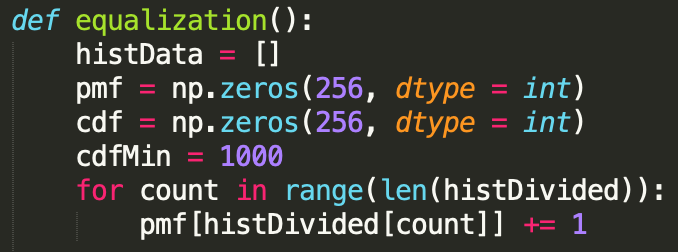 def equalization():
    histData = []
    pmf = np.zeros(256, dtype = int)
    cdf = np.zeros(256, dtype = int)
    cdfMin = 1000
    for count in range(len(histDivided)):
        pmf[histDivided[count]] += 1